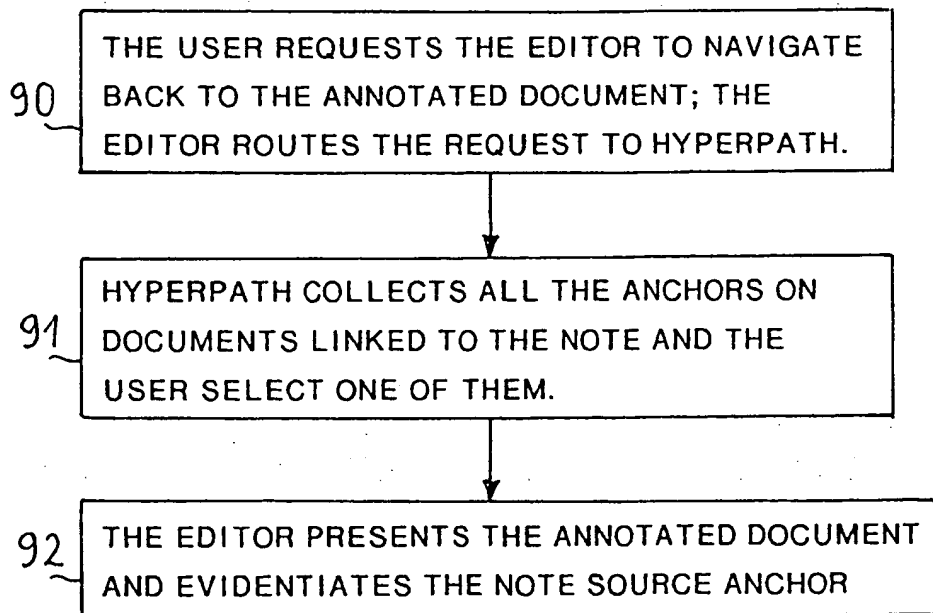 THE USER REQUESTS THE EDITOR TO NAVIGATE
90
BACK TO THE ANNOTATED DOCUMENT; THE
EDITOR ROUTES THE REQUEST TO HYPERPATH.
HYPERPATH COLLECTS ALL THE ANCHORS ON
91
DOCUMENTS LINKED TO THE NOTE AND THE
USER SELECT ONE OF THEM.
92
THE EDITOR PRESENTS THE ANNOTATED DOCUMENT
AND EVIDENTIATES THE NOTE SOURCE ANCHOR